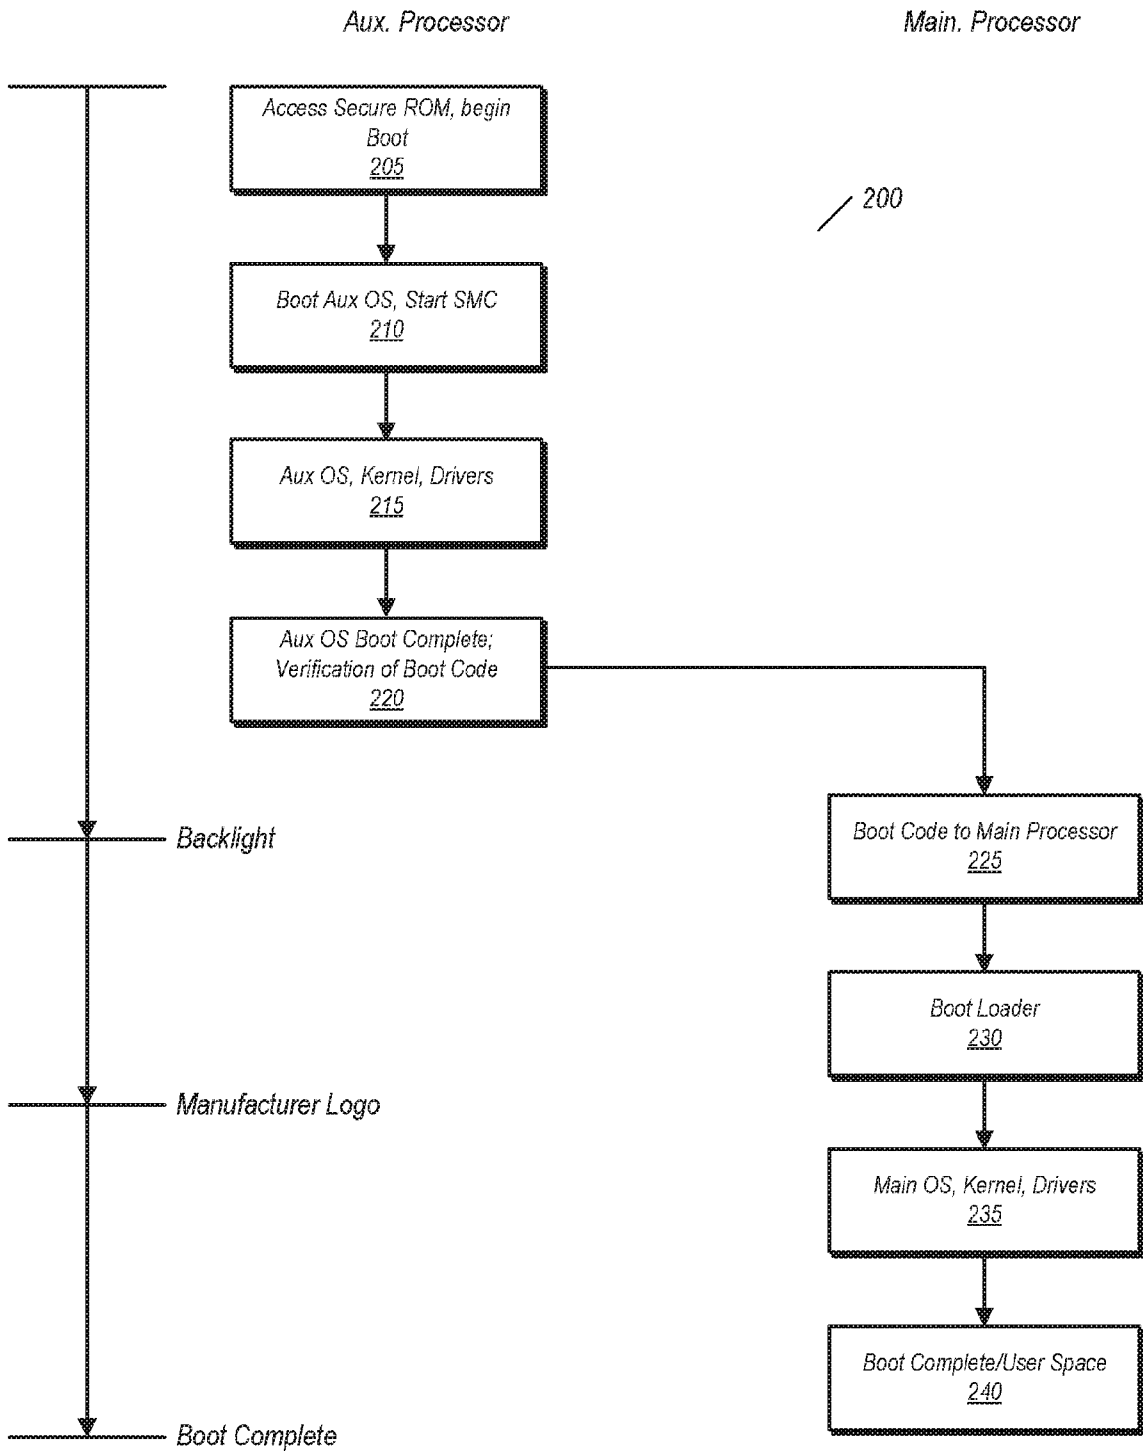 Aux. Processor
Main. Processor
Access Secure ROM, begin
Boot
205
200
Boot Aux OS, Start SMC
210
Aux OS, Kernel, Drivers
215
Aux OS Boot Complete;
Verification of Boot Code
220
Backlight
Boot Code to Main Processor
225
Boot Loader
230
Manufacturer Logo
Main OS, Kernel, Drivers
235
Boot Complete/User Space
240
Boot Complete